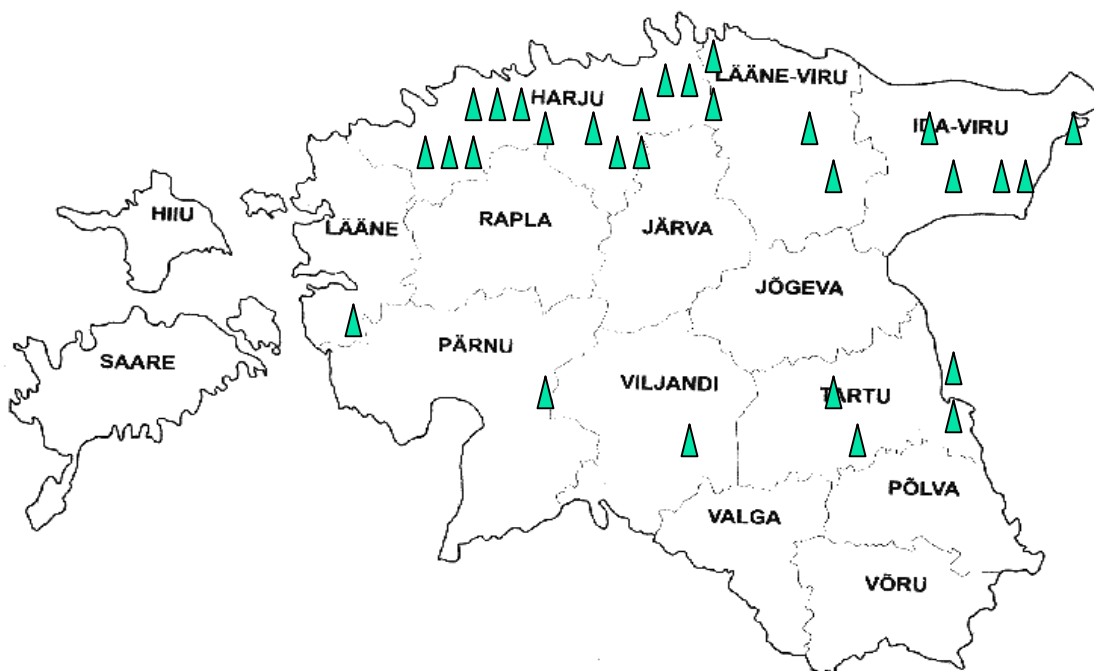 LÄÄNE-VIRU
HARJU
IDA-VIRU
HIIU
LÄÄNE
RAPLA
JÄRVA
JÕGEVA
SAARE
PÄRNU
VILJANDI
TARTU
PÕLVA
VALGA
VÕRU